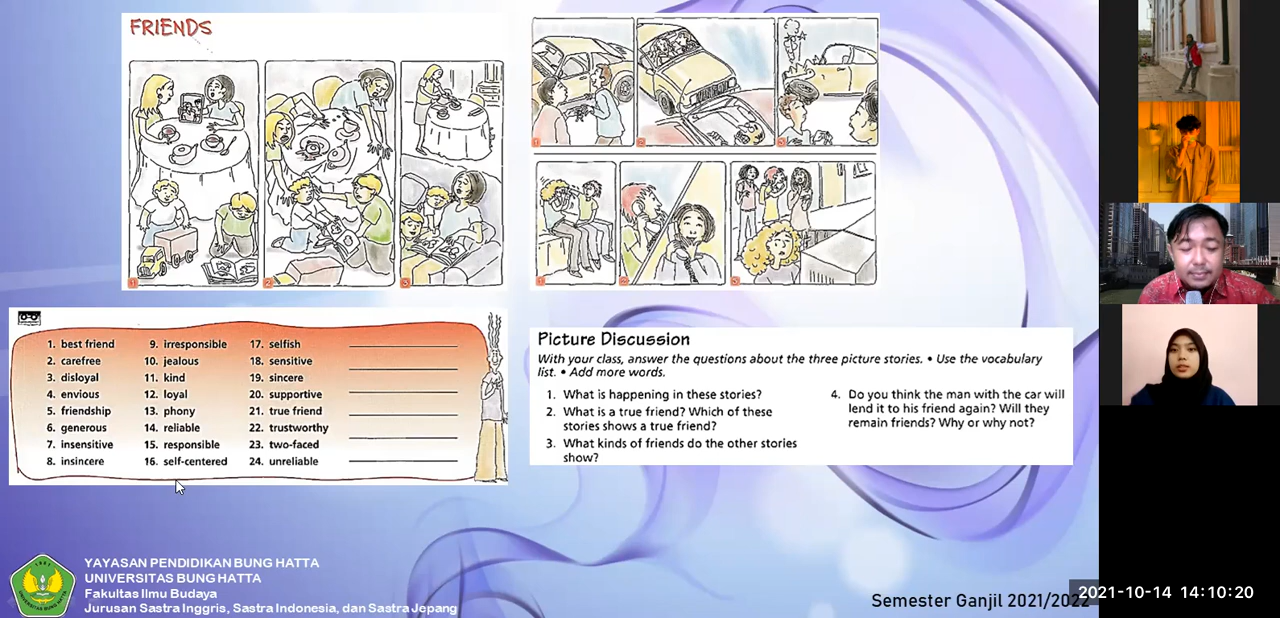 FRIENDS
1. best friend
2. carefree
3. disloyal
4. envious
5. friendship
6. generous
7. insensitive
8. insincere
9. irresponsible
10. jealous
11. kind
12. loyal
13. phony
14. reliable
15. responsible
16. self-centered
17. selfish
18. sensitive
19. sincere
20. supportive
21. true friend
22. trustworthy
23. two-faced
24. unreliable
Picture Discussion
With your class, answer the questions about the three picture stories. • Use the vocabulary
list. • Add more words.
1. What is happening in these stories?
2. What is a true friend? Which of these
stories shows a true friend?
3. What kinds of friends do the other stories
show?
4. Do you think the man with the car will
lend it to his friend again? Will they
remain friends? Why or why not?
YAYASAN PENDIDIKAN BUNG HATTA
UNIVERSITAS BUNG HATTA
Fakultas Ilmu Budaya
Jurusan Sastra Inggris, Sastra Indonesia, dan Sastra Jepang
Semester Ganjil 2021/2022
2021-10-14 14:10:20